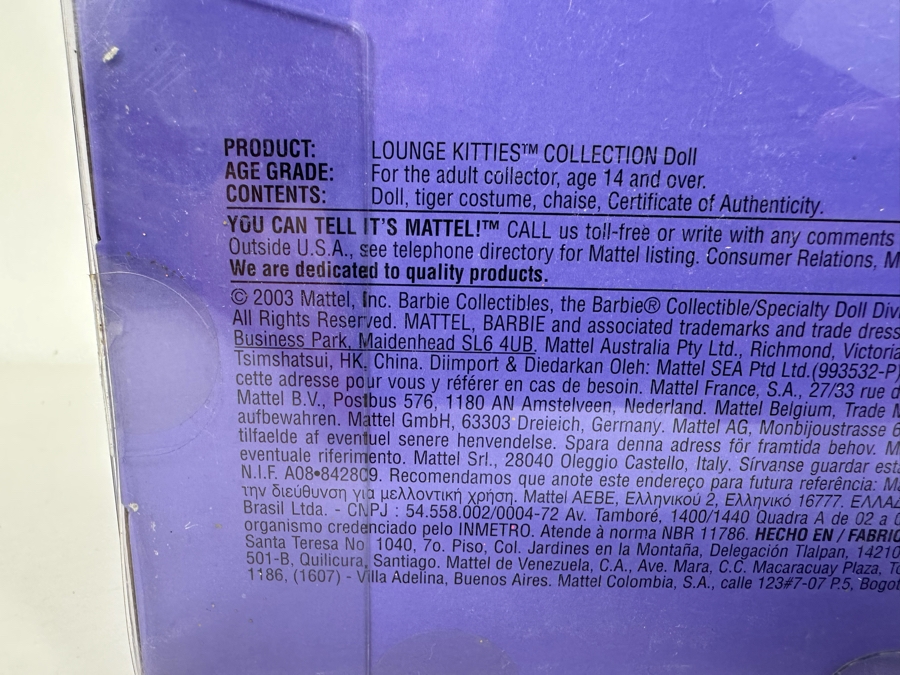 PRODUCT: LOUNGE KITTIES™ COLLECTION Doll
AGE GRADE: For the adult collector, age 14 and over.
CONTENTS: Doll, tiger costume, chaise, Certificate of Authenticity.
YOU CAN TELL IT'S MATTEL!™ CALL us toll-free or write with any comments
Outside U.S.A., see telephone directory for Mattel listing. Consumer Relations, M
We are dedicated to quality products.
© 2003 Mattel, Inc. Barbie Collectibles, the Barbie® Collectible/Specialty Doll Div
All Rights Reserved. MATTEL, BARBIE and associated trademarks and trade dress
Business Park, Maidenhead SL6 4UB. Mattel Australia Pty Ltd., Richmond, Victoria
Tsimshatsui, HK, China. Diimport & Diedarkan Oleh: Mattel SEA Ptd Ltd.(993532-P)
cette adresse pour vous y référer en cas de besoin. Mattel France, S.A., 27/33 rue d
Mattel B.V., Postbus 576, 1180 AN Amstelveen, Nederland. Mattel Belgium, Trade M
aufbewahren. Mattel GmbH, 63303 Dreieich, Germany. Mattel AG, Monbijoustrasse 6
tilfaelde af eventuel senere henvendelse. Spara denna adress för framtida behov. M
eventuale riferimento. Mattel Srl., 28040 Oleggio Castello, Italy. Sírvanse guardar est
N.I.F. A08•842809. Recomendamos que anote este endereço para futura referência: Ma
την διεύθυνση για μελλοντική χρήση. Mattel AEBE, Ελληνικού 2, Ελληνικό 16777. ΕΛΛΑΔ
Brasil Ltda. - CNPJ : 54.558.002/0004-72 Av. Tamboré, 1400/1440 Quadra A de 02 a 0
organismo credenciado pelo INMETRO. Atende à norma NBR 11786. HECHO EN / FABRIC
Santa Teresa No. 1040, 7o. Piso, Col. Jardines en la Montaña, Delegación Tlalpan, 14210
501-B, Quilicura, Santiago. Mattel de Venezuela, C.A., Ave. Mara, C.C. Macaracuay Plaza, To
1186, (1607) - Villa Adelina, Buenos Aires. Mattel Colombia, S.A., calle 123#7-07 P.5, Bogot